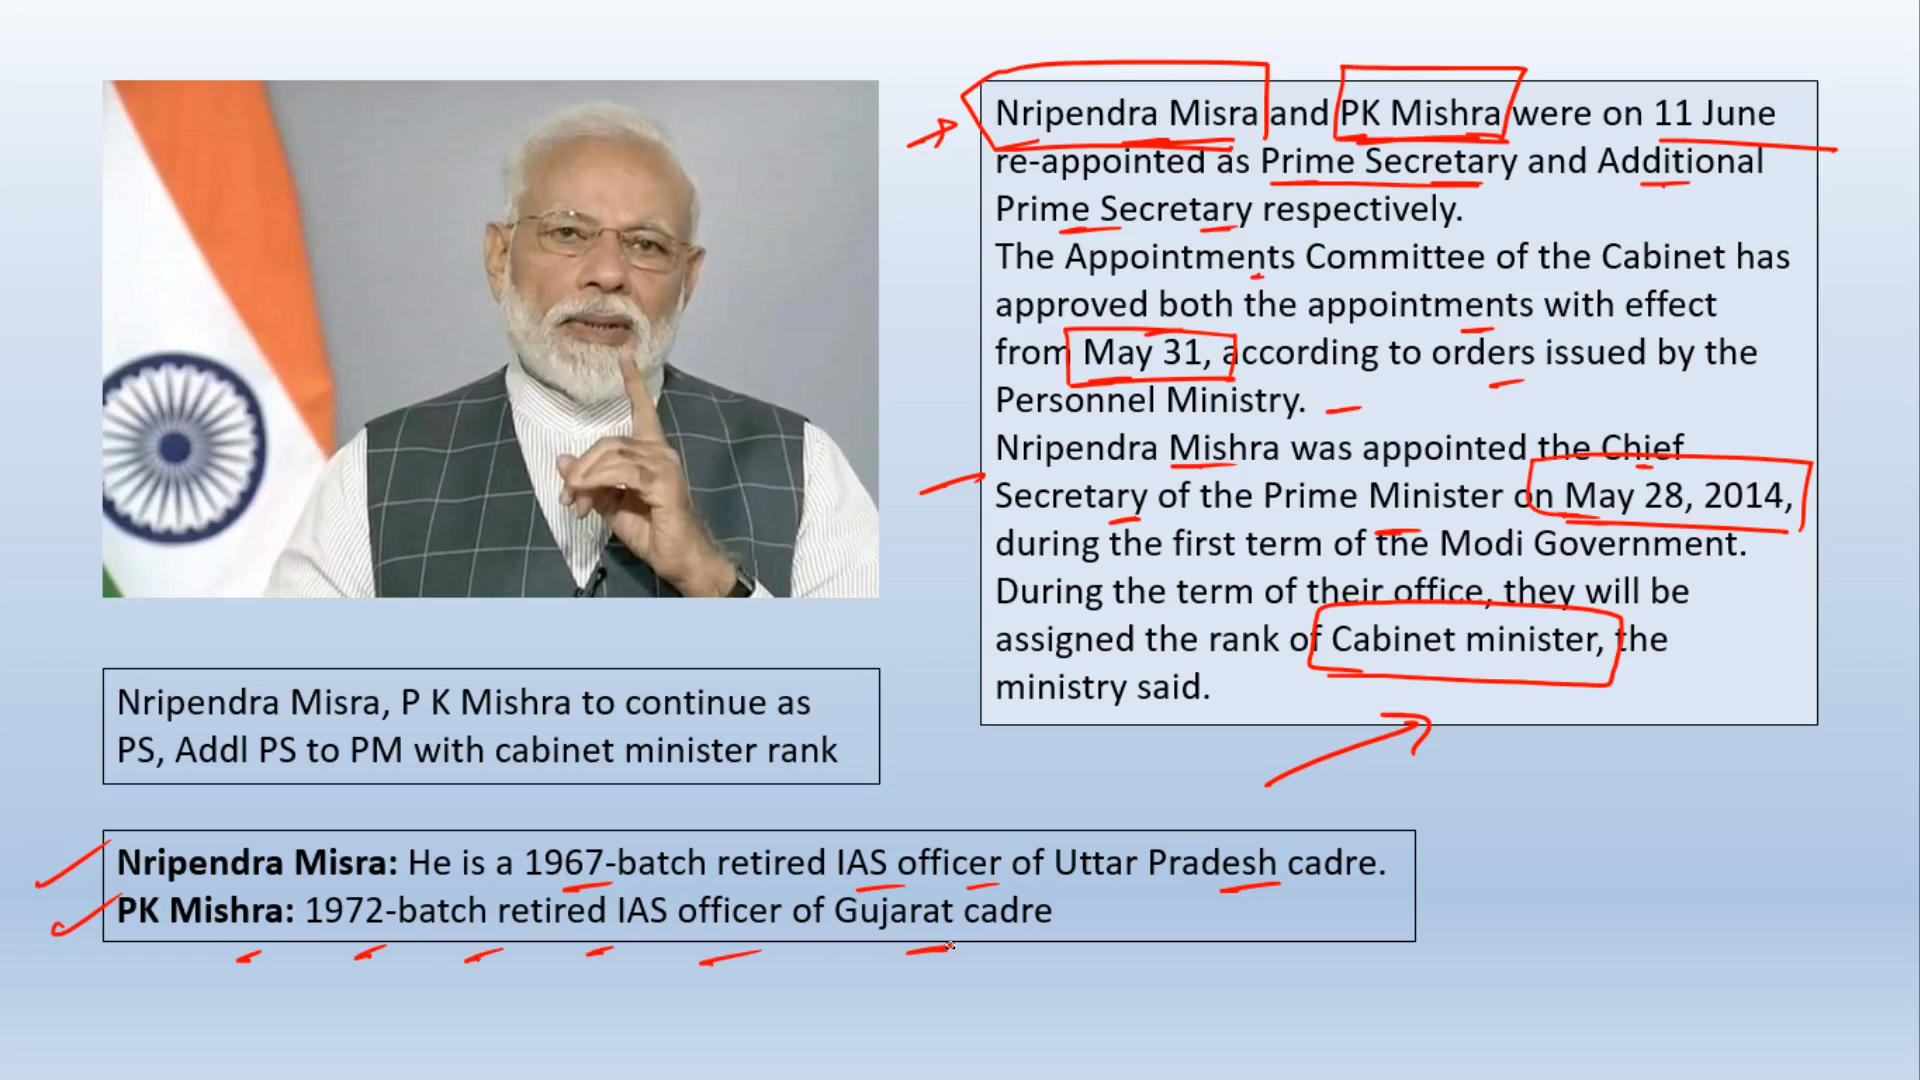 Nripendra Misra and PK Mishra were on 11 June
re-appointed as Prime Secretary and Additional
Prime Secretary respectively.
The Appointments Committee of the Cabinet has
approved both the appointments with effect
from May 31, according to orders issued by the
Personnel Ministry.
Nripendra Mishra was appointed the Chief
Secretary of the Prime Minister on May 28, 2014,
during the first term of the Modi Government.
During the term of their office, they will be
assigned the rank of Cabinet minister, the
ministry said.
Nripendra Misra, P K Mishra to continue as
PS, Addl PS to PM with cabinet minister rank
Nripendra Misra: He is a 1967-batch retired IAS officer of Uttar Pradesh cadre.
PK Mishra: 1972-batch retired IAS officer of Gujarat cadre